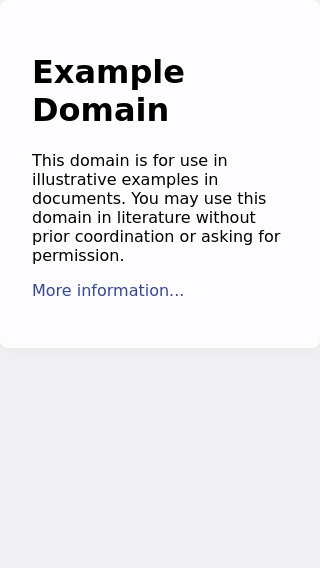 Example
Domain
This domain is for use in
illustrative examples in
documents. You may use this
domain in literature without
prior coordination or asking for
permission.
More information...